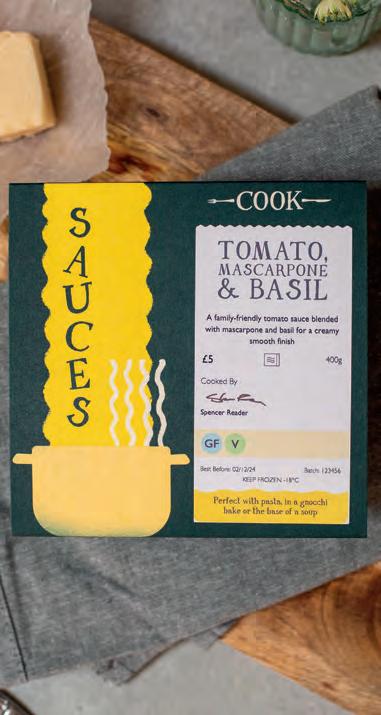 SAUCES
COOK
TOMATO,
MASCARPONE
& BASIL
A family-friendly tomato sauce blended
with mascarpone and basil for a creamy
smooth finish
£5 400g
Cooked By
Spencer Reader
GF V
Best Before: 02/12/24 Batch: 123456
KEEP FROZEN -18°C
Perfect with pasta, in a gnocchi
bake or the base of a soup